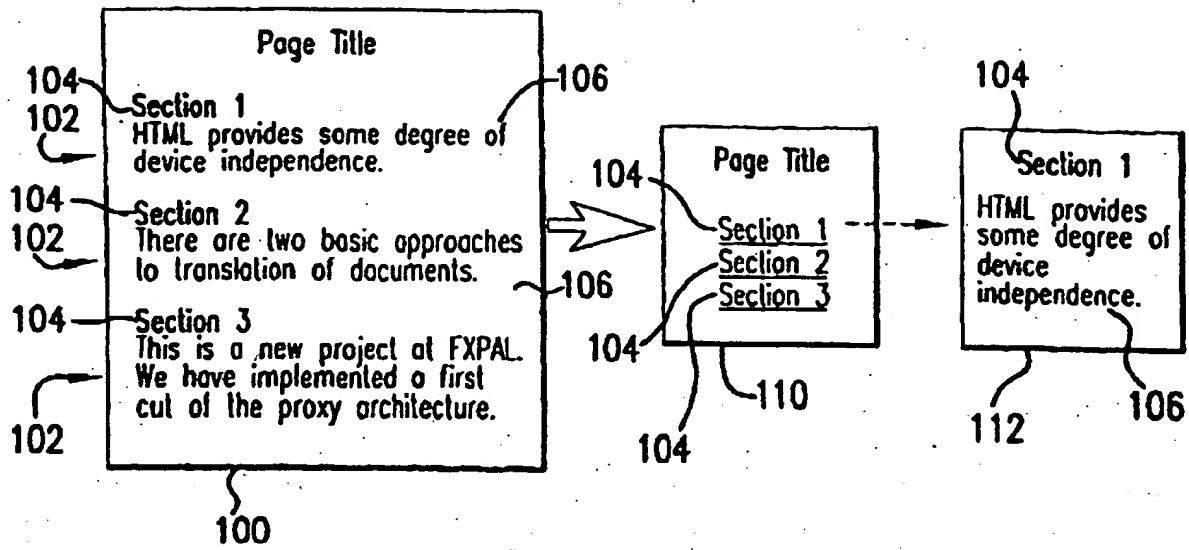 Page Title
104
Section 1
106
102
HTML provides some degree of
device independence.
104
Section 2
102
There are two basic approaches
to translation of documents.
106
104
Section 3
This is a new project at FXPAL.
We have implemented a first
cut of the proxy architecture.
102
100
Page Title
104
Section 1
Section 2
Section 3
104
104
110
104
Section 1
HTML provides
some degree of
device
independence.
106
112